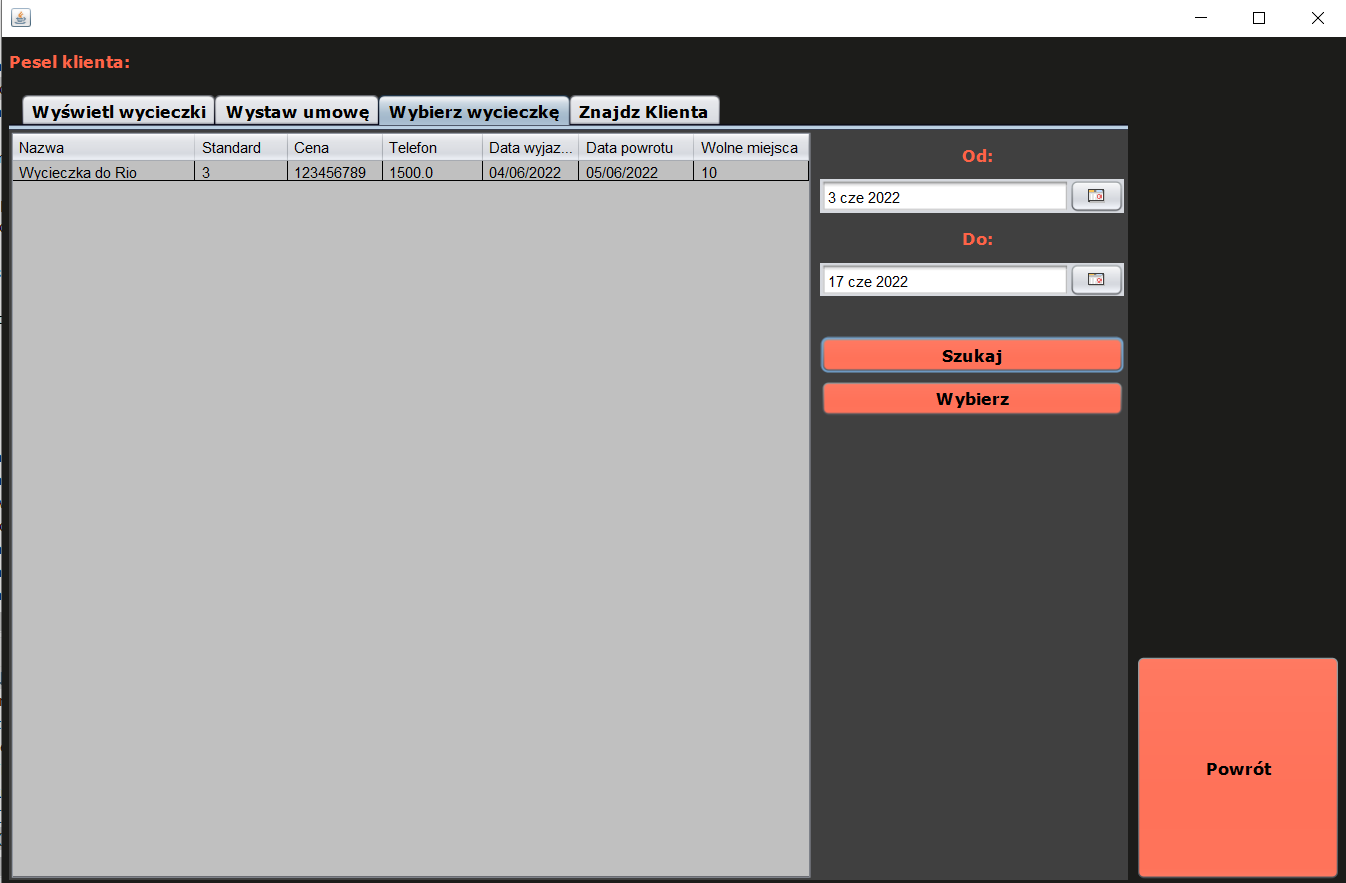 Pesel klienta:
Wyświetl wycieczki Wystaw umowę Wybierz wycieczkę Znajdz Klienta
Nazwa Standard Cena Telefon Data wyjaz... Data powrotu Wolne miejsca
Wycieczka do Rio 3 123456789 1500.0 04/06/2022 05/06/2022 10
Od:
3 cze 2022
Do:
17 cze 2022
Szukaj
Wybierz
Powrót